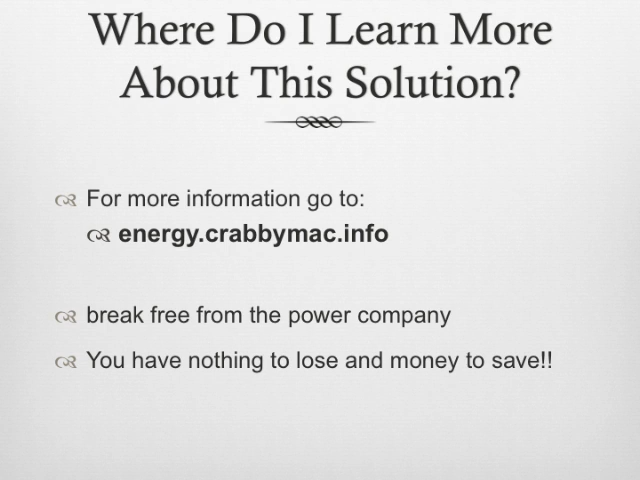 Where Do I Learn More
About This Solution?
For more information go to:
energy.crabbymac.info
break free from the power company
You have nothing to lose and money to save!!